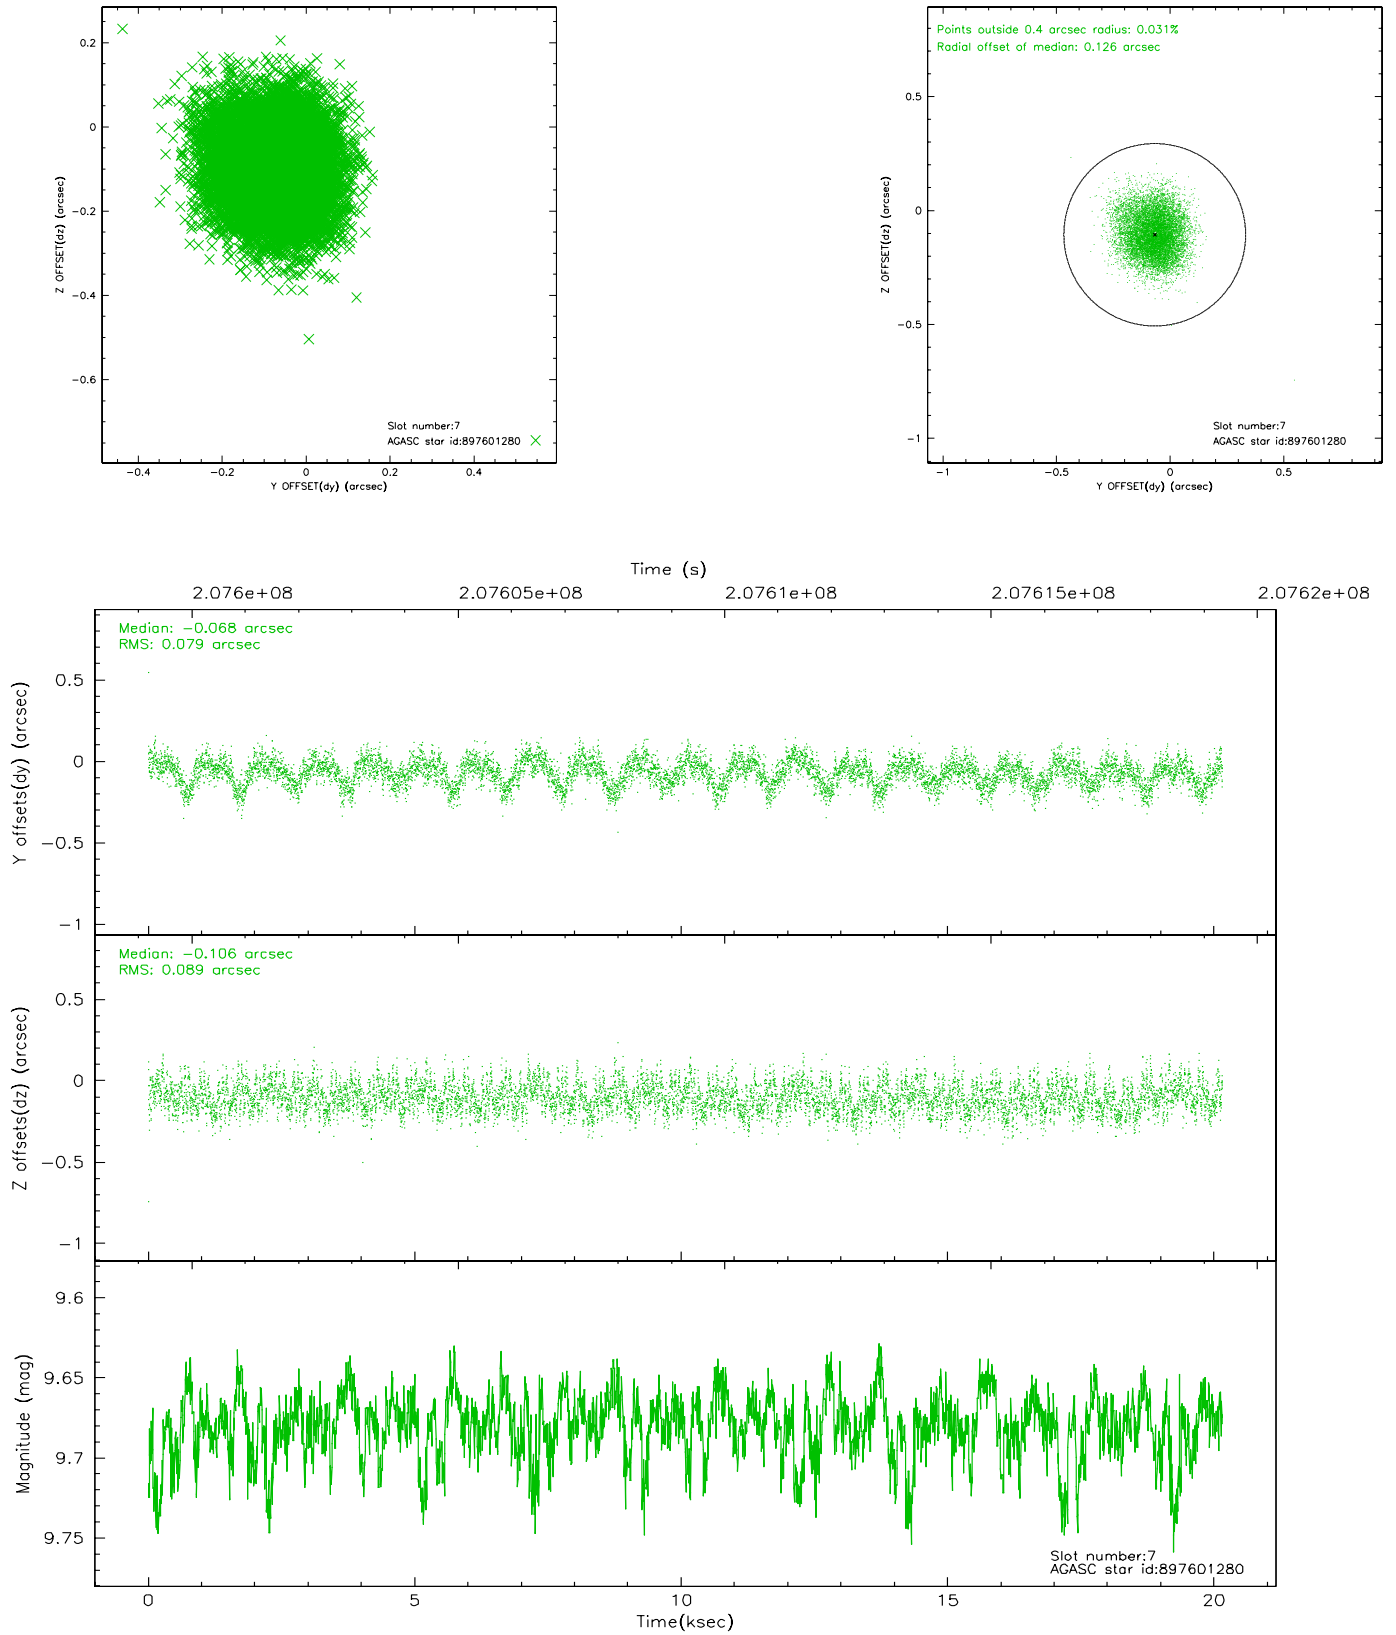 0.2
0
−0.2
−0.4
−0.6
Z OFFSET(dz) (arcsec)
Slot number:7
AGASC star id:897601280
−0.4
−0.2
0
0.2
0.4
Y OFFSET(dy) (arcsec)
Points outside 0.4 arcsec radius: 0.031%
Radial offset of median: 0.126 arcsec
0.5
0
−0.5
−1
Z OFFSET(dz) (arcsec)
Slot number:7
AGASC star id:897601280
−1
−0.5
0
0.5
Y OFFSET(dy) (arcsec)
Time (s)
2.076e+08
2.07605e+08
2.0761e+08
2.07615e+08
2.0762e+08
Median: −0.068 arcsec
RMS: 0.079 arcsec
0.5
0
−0.5
−1
Y offsets(dy) (arcsec)
Median: −0.106 arcsec
RMS: 0.089 arcsec
0.5
0
−0.5
−1
Z offsets(dz) (arcsec)
9.6
9.65
9.7
9.75
Magnitude (mag)
Slot number:7
AGASC star id:897601280
0
5
10
15
20
Time(ksec)